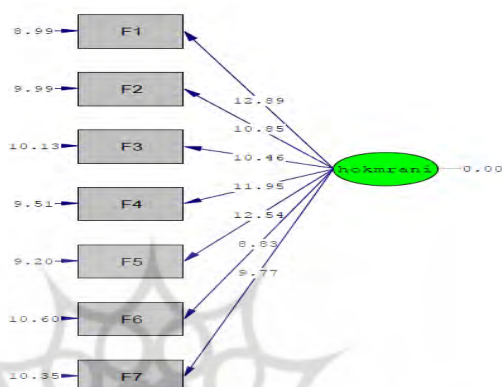 8.99 F1
12.89
9.99 F2
10.85
10.13 F3
10.46
hokmrani 0.00
9.51 F4
11.95
9.20 F5
12.54
8.83
10.60 F6
9.77
10.35 F7